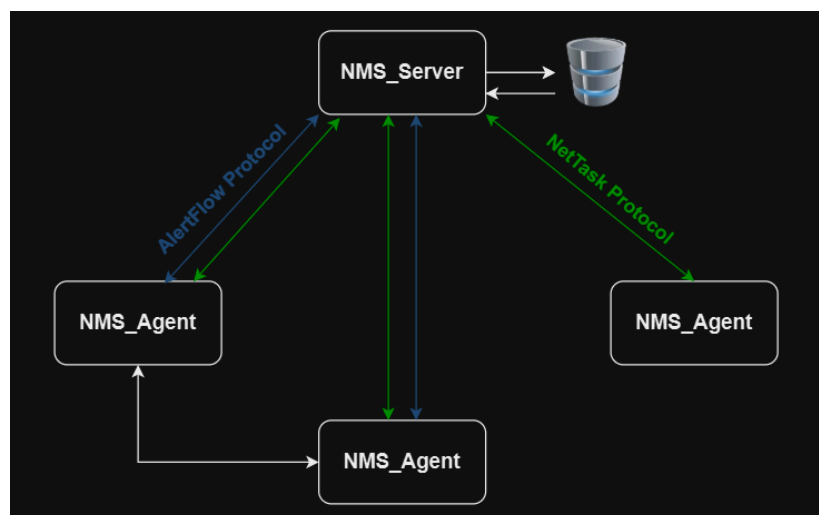 NMS_Server
AlertFlow Protocol
NetTask Protocol
NMS_Agent
NMS_Agent
NMS_Agent